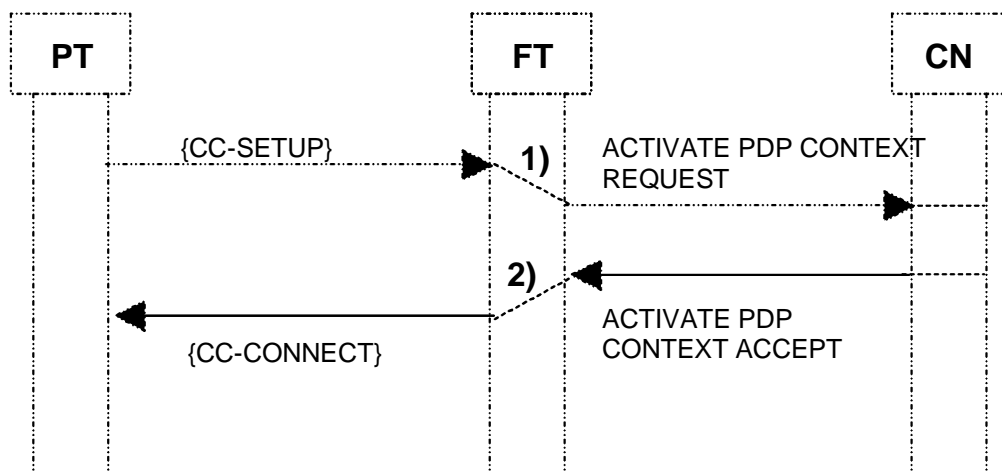 PT
FT
CN
{CC-SETUP}
1)
ACTIVATE PDP CONTEXT
REQUEST
2)
{CC-CONNECT}
ACTIVATE PDP
CONTEXT ACCEPT